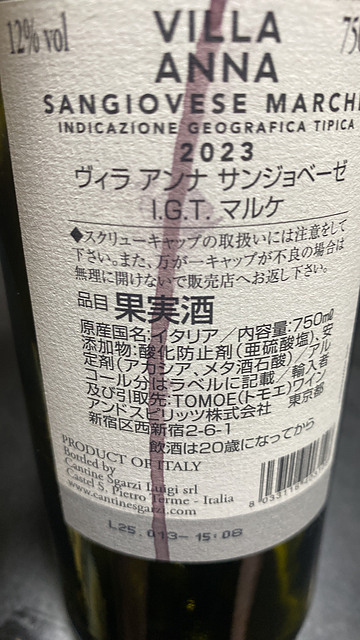 12% vol
VILLA
ANNA
SANGIOVESE MARCH
INDICAZIONE GEOGRAFICA TIPICA
2023
ヴィラ アンナ サンジョベーゼ
I.G.T. マルケ
◆スクリューキャップの取扱いには注意をして
下さい。また、万が一キャップが不良の場合は
無理に開けないで販売店へお返し下さい。
品目 果実酒
原産国名:イタリア/内容量:750ml
添加物:酸化防止剤(亜硫酸塩)、安
定剤(アカシア、メタ酒石酸)/アル
コール分はラベルに記載/輸入者
及び引取先:TOMOE(トモエ)ワイン
アンドスピリッツ株式会社 東京都
新宿区西新宿2-6-1
飲酒は20歳になってから
PRODUCT OF ITALY
Bottled by
Cantine Sgarzi Luigi srl
Castel S. Pietro Terme - Italia
www.cantinesgarzi.com
L25.013- 15:08